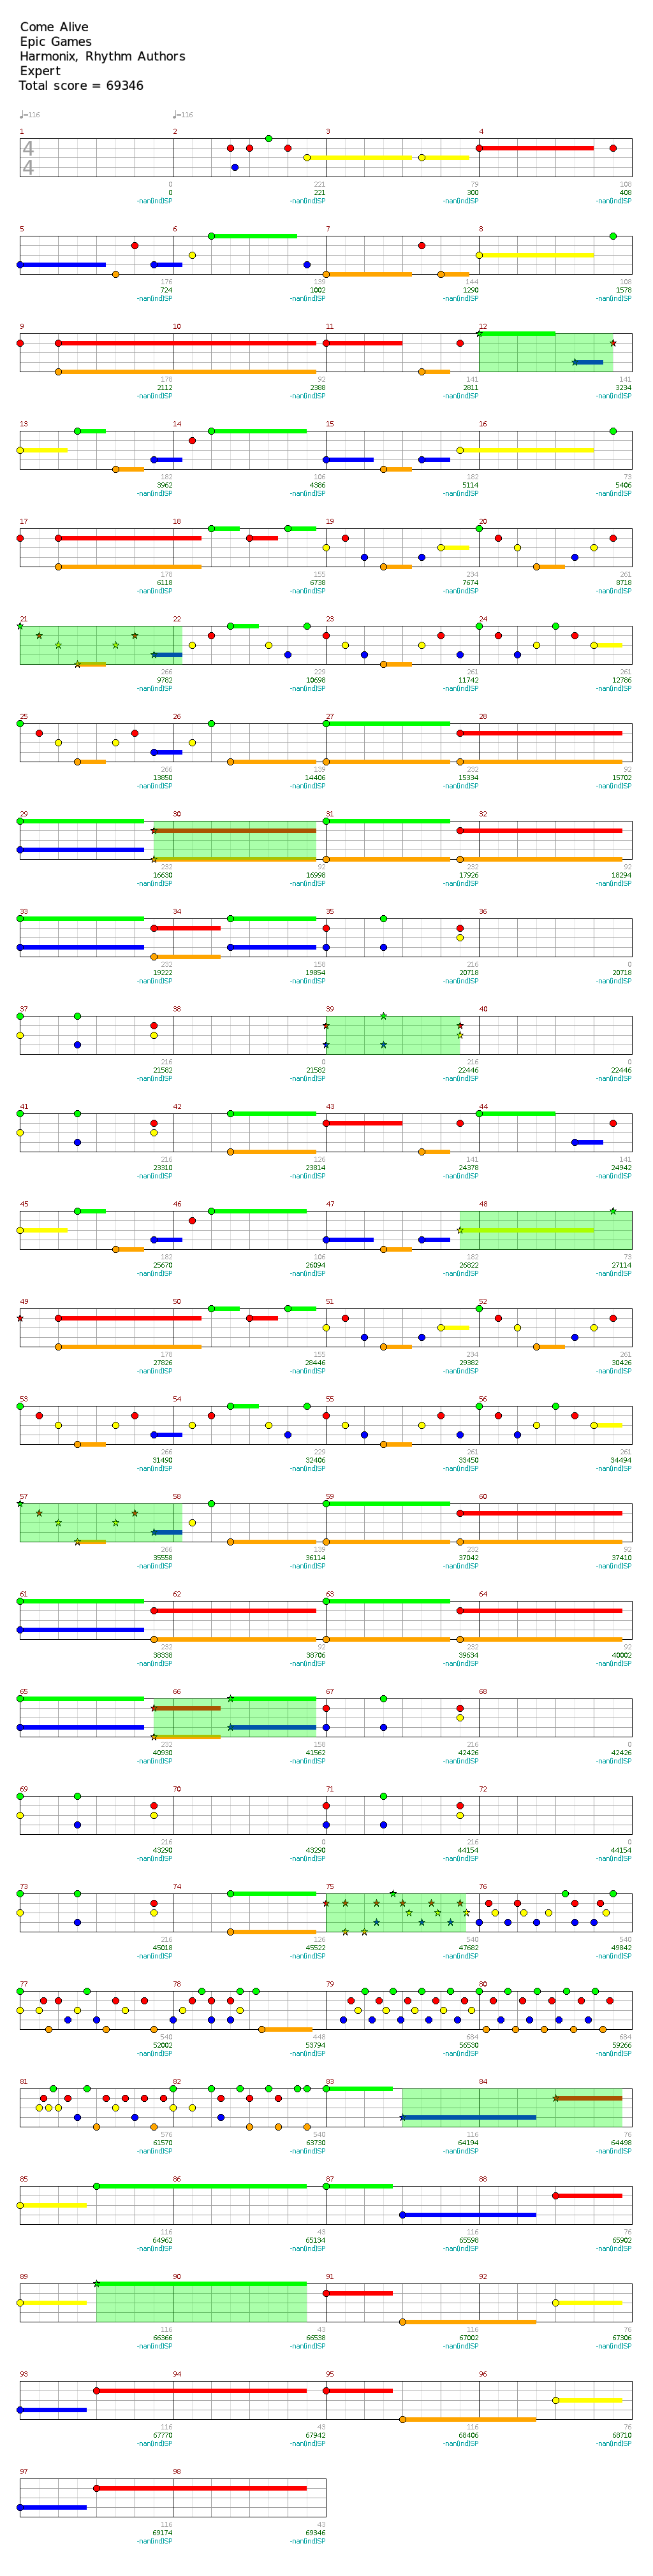 Come Alive
Epic Games
Harmonix, Rhythm Authors
Expert
Total score = 69346
♩=116 ♩=116
1 2 3 4
4
4
0 221 79 108
0 221 300 408
-nan(ind)SP -nan(ind)SP -nan(ind)SP -nan(ind)SP
5 6 7 8
176 139 144 108
724 1002 1290 1578
-nan(ind)SP -nan(ind)SP -nan(ind)SP -nan(ind)SP
9 10 11 12
178 92 141 141
2112 2388 2811 3234
-nan(ind)SP -nan(ind)SP -nan(ind)SP -nan(ind)SP
13 14 15 16
182 106 182 73
3962 4386 5114 5406
-nan(ind)SP -nan(ind)SP -nan(ind)SP -nan(ind)SP
17 18 19 20
178 155 234 261
6118 6738 7674 8718
-nan(ind)SP -nan(ind)SP -nan(ind)SP -nan(ind)SP
21 22 23 24
266 229 261 261
9782 10698 11742 12786
-nan(ind)SP -nan(ind)SP -nan(ind)SP -nan(ind)SP
25 26 27 28
266 139 232 92
13850 14406 15334 15702
-nan(ind)SP -nan(ind)SP -nan(ind)SP -nan(ind)SP
29 30 31 32
232 92 232 92
16630 16998 17926 18294
-nan(ind)SP -nan(ind)SP -nan(ind)SP -nan(ind)SP
33 34 35 36
232 158 216 0
19222 19854 20718 20718
-nan(ind)SP -nan(ind)SP -nan(ind)SP -nan(ind)SP
37 38 39 40
216 0 216 0
21582 21582 22446 22446
-nan(ind)SP -nan(ind)SP -nan(ind)SP -nan(ind)SP
41 42 43 44
216 126 141 141
23310 23814 24378 24942
-nan(ind)SP -nan(ind)SP -nan(ind)SP -nan(ind)SP
45 46 47 48
182 106 182 73
25670 26094 26822 27114
-nan(ind)SP -nan(ind)SP -nan(ind)SP -nan(ind)SP
49 50 51 52
178 155 234 261
27826 28446 29382 30426
-nan(ind)SP -nan(ind)SP -nan(ind)SP -nan(ind)SP
53 54 55 56
266 229 261 261
31490 32406 33450 34494
-nan(ind)SP -nan(ind)SP -nan(ind)SP -nan(ind)SP
57 58 59 60
266 139 232 92
35558 36114 37042 37410
-nan(ind)SP -nan(ind)SP -nan(ind)SP -nan(ind)SP
61 62 63 64
232 92 232 92
38338 38706 39634 40002
-nan(ind)SP -nan(ind)SP -nan(ind)SP -nan(ind)SP
65 66 67 68
232 158 216 0
40930 41562 42426 42426
-nan(ind)SP -nan(ind)SP -nan(ind)SP -nan(ind)SP
69 70 71 72
216 0 216 0
43290 43290 44154 44154
-nan(ind)SP -nan(ind)SP -nan(ind)SP -nan(ind)SP
73 74 75 76
216 126 540 540
45018 45522 47682 49842
-nan(ind)SP -nan(ind)SP -nan(ind)SP -nan(ind)SP
77 78 79 80
540 448 684 684
52002 53794 56530 59266
-nan(ind)SP -nan(ind)SP -nan(ind)SP -nan(ind)SP
81 82 83 84
576 540 116 76
61570 63730 64194 64498
-nan(ind)SP -nan(ind)SP -nan(ind)SP -nan(ind)SP
85 86 87 88
116 43 116 76
64962 65134 65598 65902
-nan(ind)SP -nan(ind)SP -nan(ind)SP -nan(ind)SP
89 90 91 92
116 43 116 76
66366 66538 67002 67306
-nan(ind)SP -nan(ind)SP -nan(ind)SP -nan(ind)SP
93 94 95 96
116 43 116 76
67770 67942 68406 68710
-nan(ind)SP -nan(ind)SP -nan(ind)SP -nan(ind)SP
97 98
116 43
69174 69346
-nan(ind)SP -nan(ind)SP